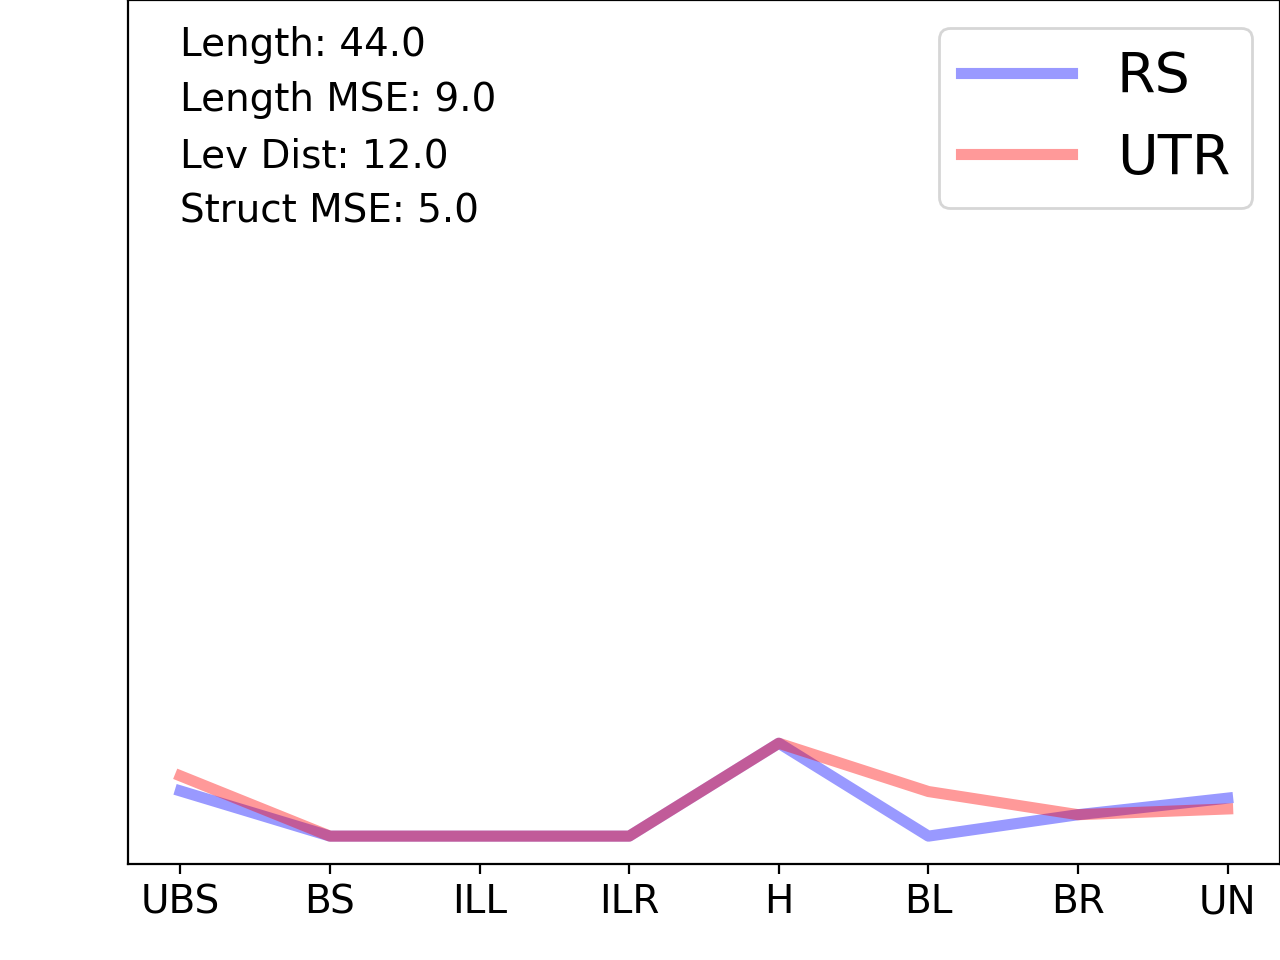 Length: 44.0
Length MSE: 9.0
Lev Dist: 12.0
Struct MSE: 5.0
RS
UTR
UBS BS ILL ILR H BL BR UN